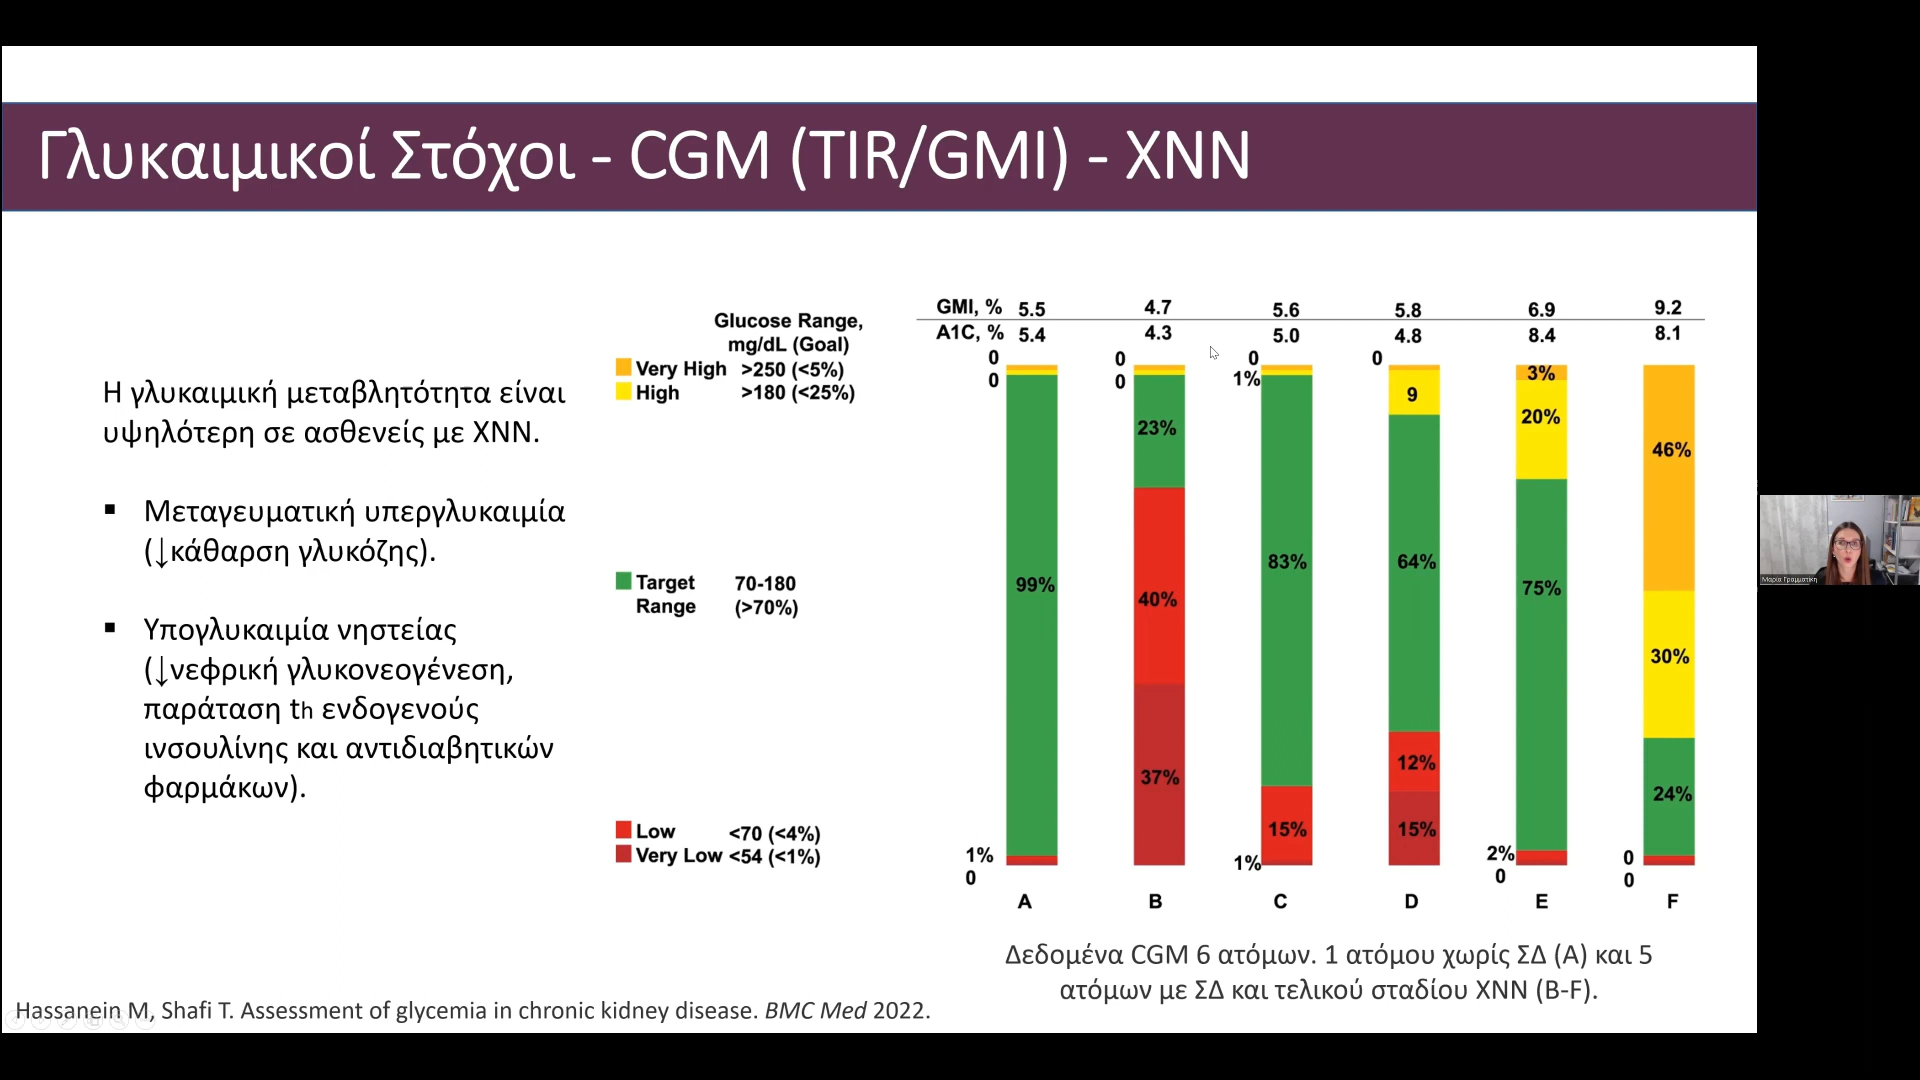 Γλυκαιμικοί Στόχοι - CGM (TIR/GMI) - ΧΝΝ
Η γλυκαιμική μεταβλητότητα είναι
υψηλότερη σε ασθενείς με ΧΝΝ.
▪ Μεταγευματική υπεργλυκαιμία
(↓κάθαρση γλυκόζης).
▪ Υπογλυκαιμία νηστείας
(↓νεφρική γλυκονεογένεση,
παράταση th ενδογενούς
ινσουλίνης και αντιδιαβητικών
φαρμάκων).
Glucose Range,
mg/dL (Goal)
Very High >250 (<5%)
High >180 (<25%)
Target 70-180
Range (>70%)
Low <70 (<4%)
Very Low <54 (<1%)
GMI, % 5.5 4.7 5.6 5.8 6.9 9.2
A1C, % 5.4 4.3 5.0 4.8 8.4 8.1
0 0 99% 1% 0
0 0 23% 40% 37%
0 1% 83% 15% 1%
0 9 64% 12% 15%
3% 20% 75% 2% 0
46% 30% 24% 0 0
A B C D E F
Δεδομένα CGM 6 ατόμων. 1 ατόμου χωρίς ΣΔ (Α) και 5
ατόμων με ΣΔ και τελικού σταδίου ΧΝΝ (B-F).
Hassanein M, Shafi T. Assessment of glycemia in chronic kidney disease. BMC Med 2022.
Μαρία Γραμματίκη